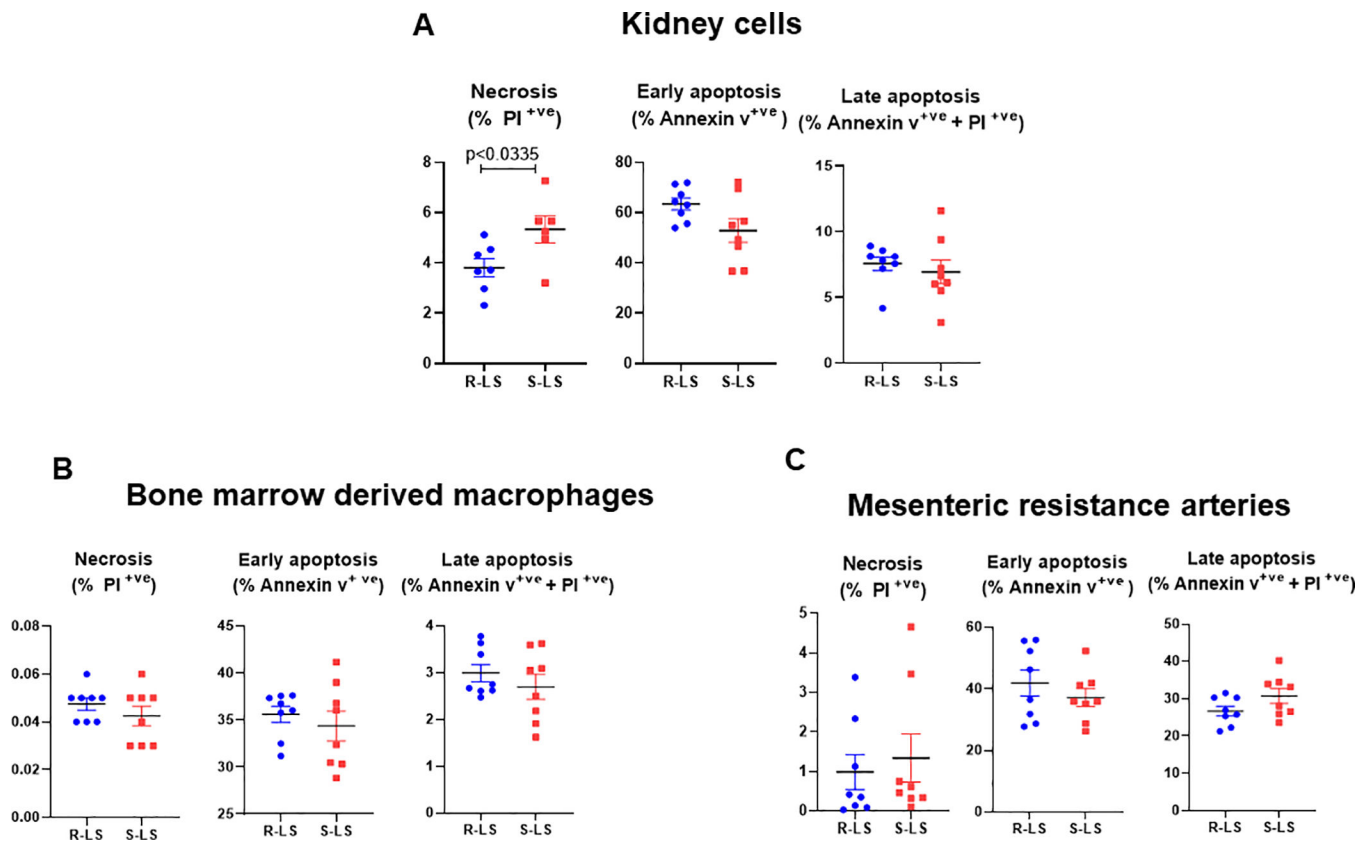 A
Kidney cells
Necrosis
(% PI +ve)
Early apoptosis
(% Annexin v+ve)
Late apoptosis
(% Annexin v+ve + PI +ve)
p<0.0335
8
6
4
2
0
R-LS S-LS
80
60
40
20
0
R-LS S-LS
15
10
5
0
R-LS S-LS
B
Bone marrow derived macrophages
Necrosis
(% PI +ve)
Early apoptosis
(% Annexin v+ ve)
Late apoptosis
(% Annexin v+ve + PI +ve)
0.08
0.06
0.04
0.02
0.00
R-LS S-LS
45
40
35
30
25
R-LS S-LS
4
3
2
1
0
R-LS S-LS
C
Mesenteric resistance arteries
Necrosis
(% PI +ve)
Early apoptosis
(% Annexin v+ve)
Late apoptosis
(% Annexin v+ve + PI +ve)
5
4
3
2
1
0
R-LS S-LS
60
40
20
0
R-LS S-LS
50
40
30
20
10
0
R-LS S-LS